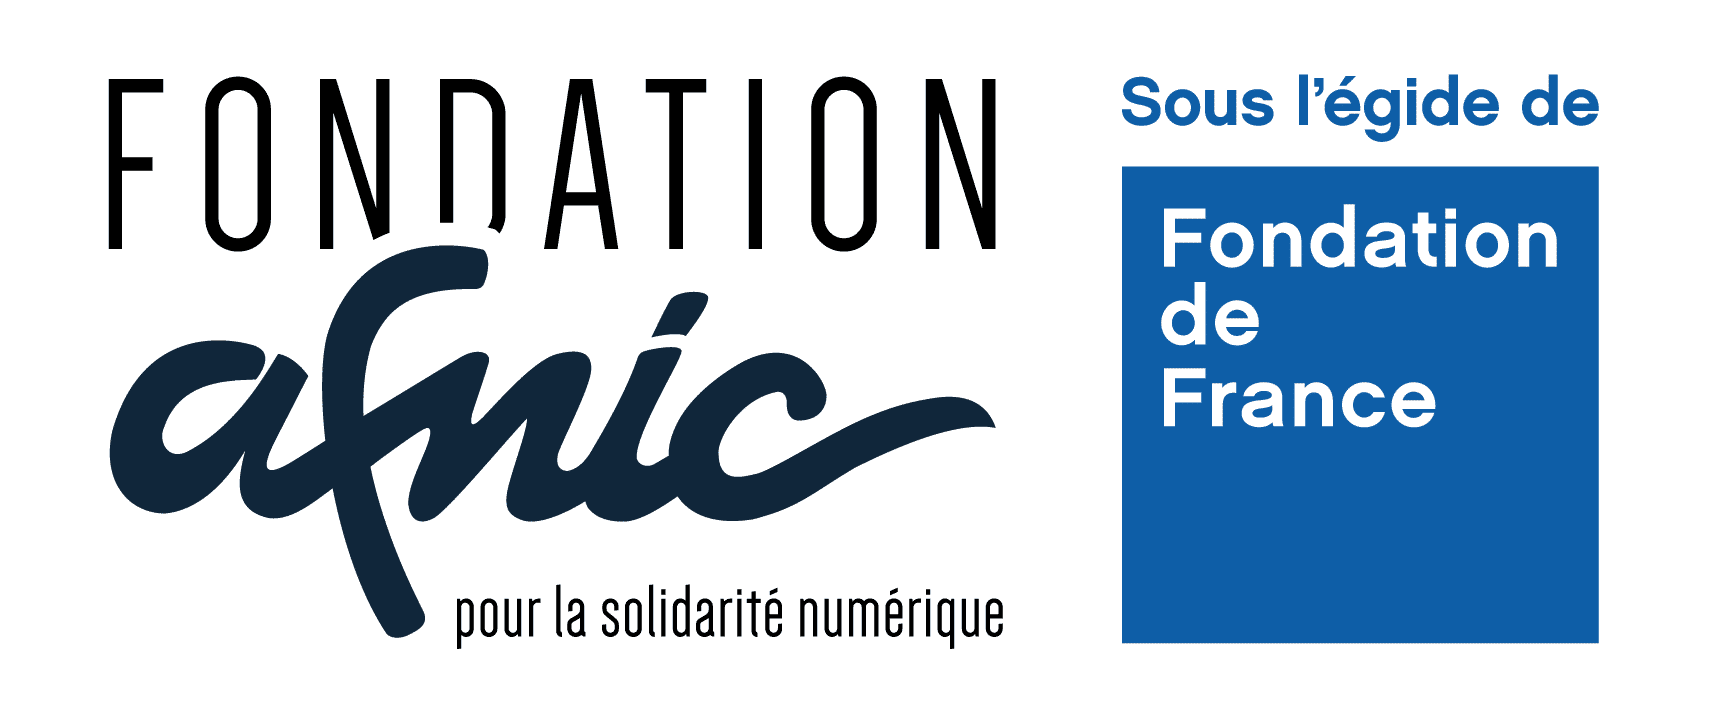 FONDATION
afnic
pour la solidarité numérique
Sous l’égide de
Fondation
de
France